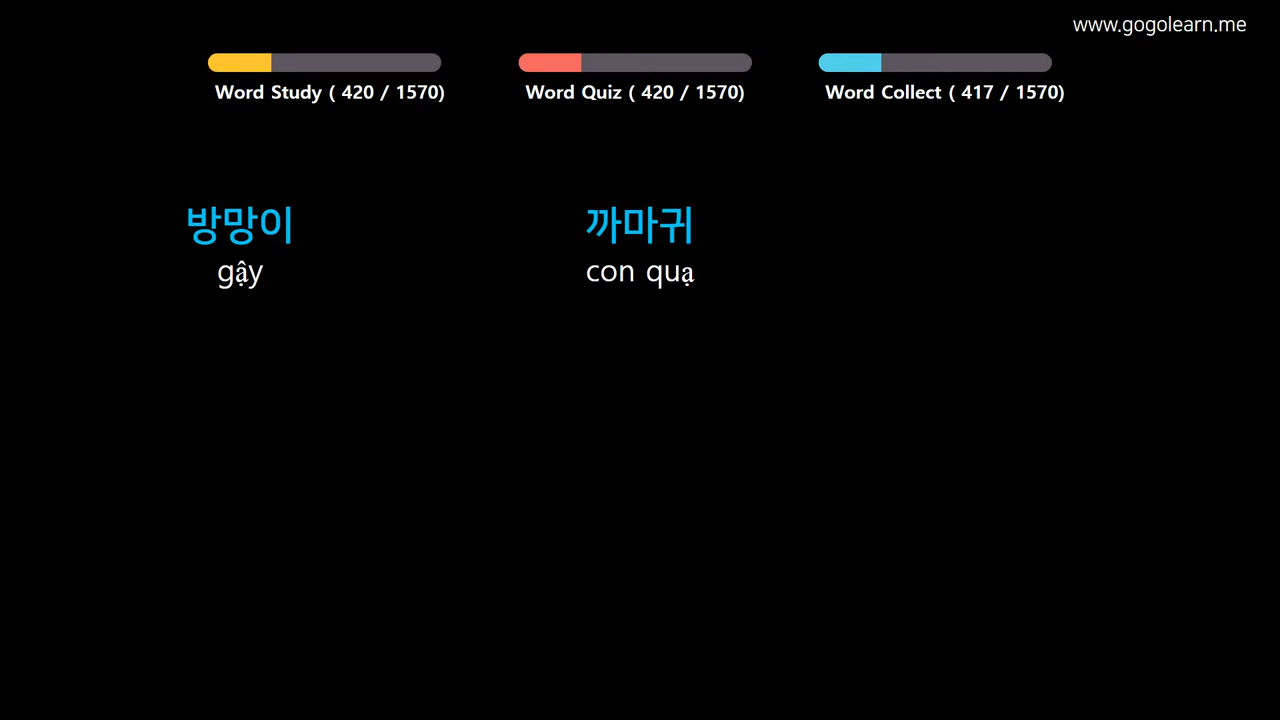 www.gogolearn.me
Word Study ( 420 / 1570)
Word Quiz ( 420 / 1570)
Word Collect ( 417 / 1570)
방망이
gậy
까마귀
con quạ